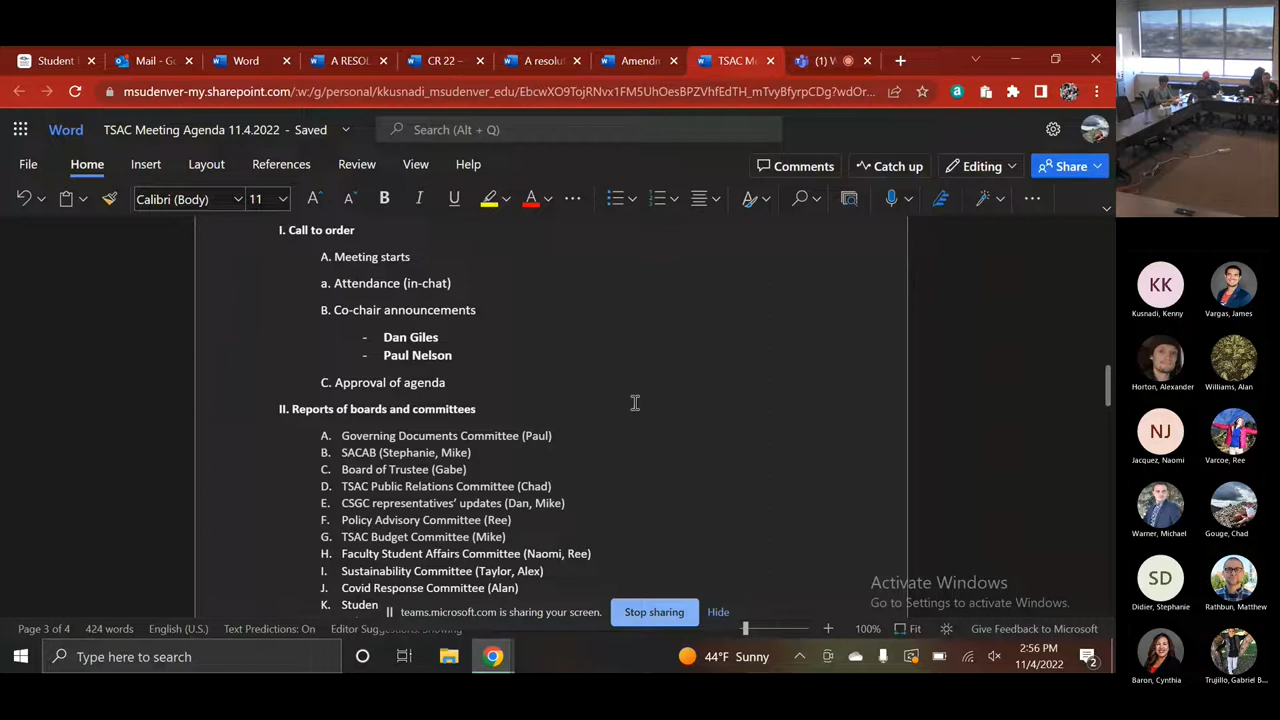 Student
Mail - Go
Word
A RESOL
CR 22 –
A resolut
Amendm
TSAC Me
(1) W
msudenver-my.sharepoint.com/:w:/g/personal/kkusnadi_msudenver_edu/EbcwXO9TojRNvx1FM5UhOesBPZVhfEdTH_mTvyBfyrpCDg?wdOr...
Word
TSAC Meeting Agenda 11.4.2022 - Saved
Search (Alt + Q)
File Home Insert Layout References Review View Help
Comments
Catch up
Editing
Share
Calibri (Body) 11
I. Call to order
A. Meeting starts
a. Attendance (in-chat)
B. Co-chair announcements
- Dan Giles
- Paul Nelson
C. Approval of agenda
II. Reports of boards and committees
A. Governing Documents Committee (Paul)
B. SACAB (Stephanie, Mike)
C. Board of Trustee (Gabe)
D. TSAC Public Relations Committee (Chad)
E. CSGC representatives’ updates (Dan, Mike)
F. Policy Advisory Committee (Ree)
G. TSAC Budget Committee (Mike)
H. Faculty Student Affairs Committee (Naomi, Ree)
I. Sustainability Committee (Taylor, Alex)
J. Covid Response Committee (Alan)
K. Studen
teams.microsoft.com is sharing your screen.
Stop sharing
Hide
Activate Windows
Go to Settings to activate Windows.
Page 3 of 4
424 words
English (U.S.)
Text Predictions: On
Editor Suggestions: Showing
100%
Fit
Give Feedback to Microsoft
Type here to search
44°F Sunny
2:56 PM
11/4/2022
2
KK
Kusnadi, Kenny
Vargas, James
Horton, Alexander
Williams, Alan
NJ
Jacquez, Naomi
Varcoe, Ree
Warner, Michael
Gouge, Chad
SD
Didier, Stephanie
Rathbun, Matthew
Baron, Cynthia
Trujillo, Gabriel B...